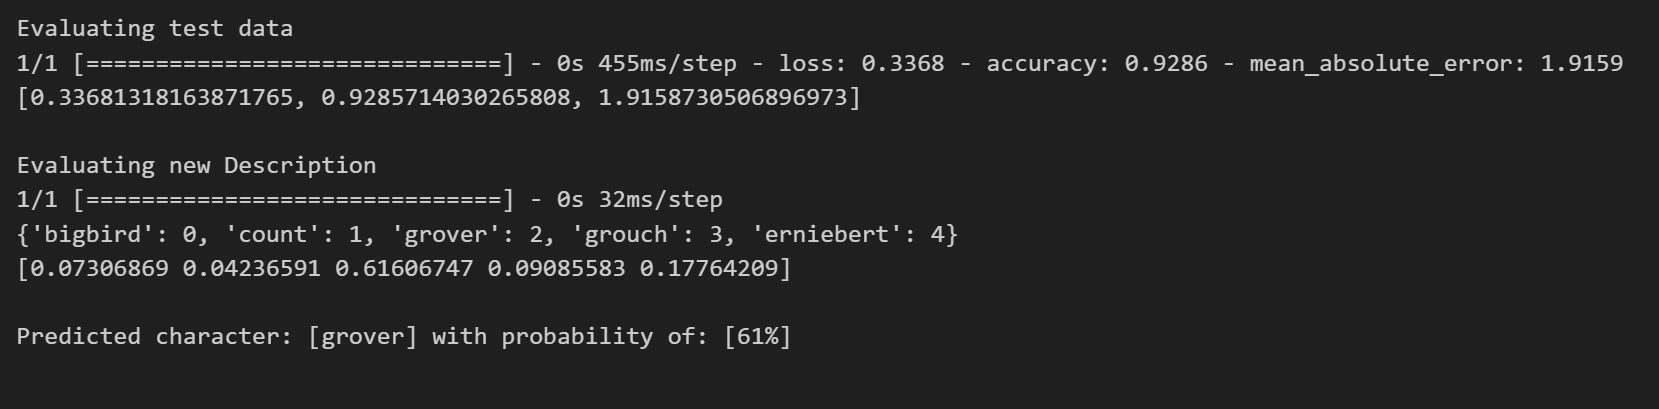 Evaluating test data
1/1 [==============================] - 0s 455ms/step - loss: 0.3368 - accuracy: 0.9286 - mean_absolute_error: 1.9159
[0.33681318163871765, 0.9285714030265808, 1.9158730506896973]
Evaluating new Description
1/1 [==============================] - 0s 32ms/step
{'bigbird': 0, 'count': 1, 'grover': 2, 'grouch': 3, 'erniebert': 4}
[0.07306869 0.04236591 0.61606747 0.09085583 0.17764209]
Predicted character: [grover] with probability of: [61%]